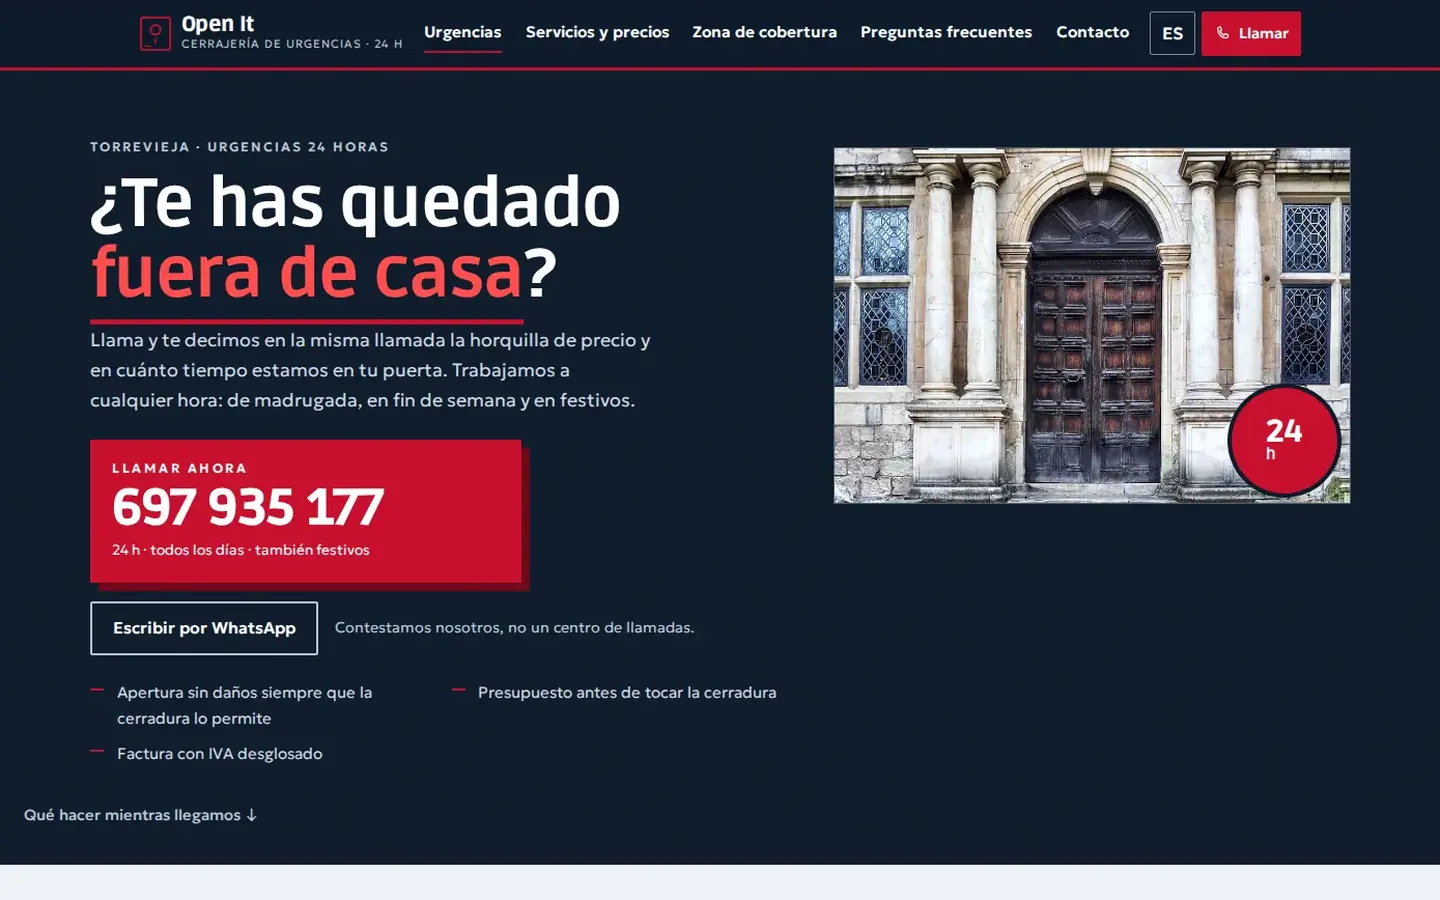 Open It
CERRAJERÍA DE URGENCIAS · 24 H
Urgencias
Servicios y precios
Zona de cobertura
Preguntas frecuentes
Contacto
ES
Llamar
TORREVIEJA · URGENCIAS 24 HORAS
¿Te has quedado
fuera de casa?
Llama y te decimos en la misma llamada la horquilla de precio y
en cuánto tiempo estamos en tu puerta. Trabajamos a
cualquier hora: de madrugada, en fin de semana y en festivos.
LLAMAR AHORA
697 935 177
24 h · todos los días · también festivos
Escribir por WhatsApp
Contestamos nosotros, no un centro de llamadas.
Apertura sin daños siempre que la
cerradura lo permite
Presupuesto antes de tocar la cerradura
Factura con IVA desglosado
24
h
Qué hacer mientras llegamos ↓